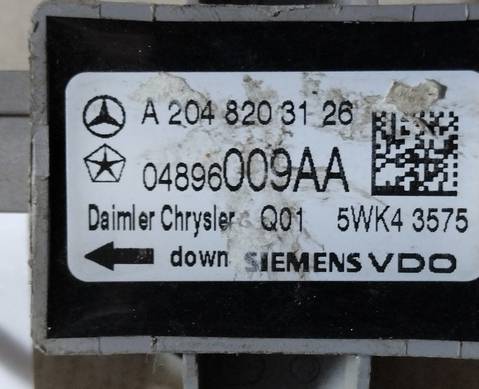 A 204 820 31 26
04896009AA
Daimler Chrysler Q01 5WK4 3575
down SIEMENS VDO